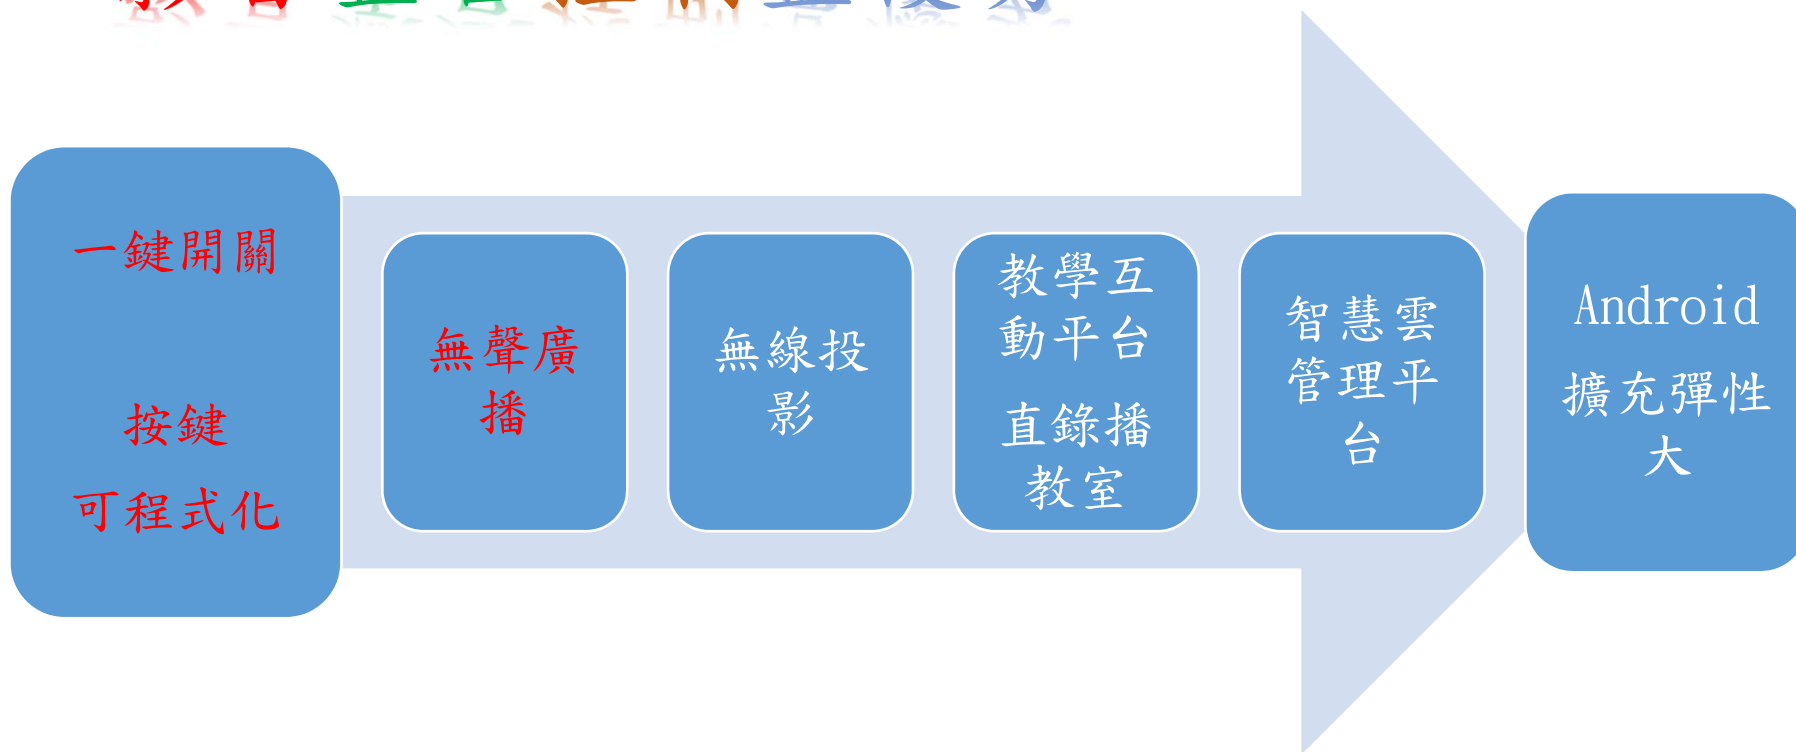 一鍵開關
按鍵
可程式化
無聲廣
播
無線投
影
教學互
動平台
直錄播
教室
智慧雲
管理平
台
Android
擴充彈性
大